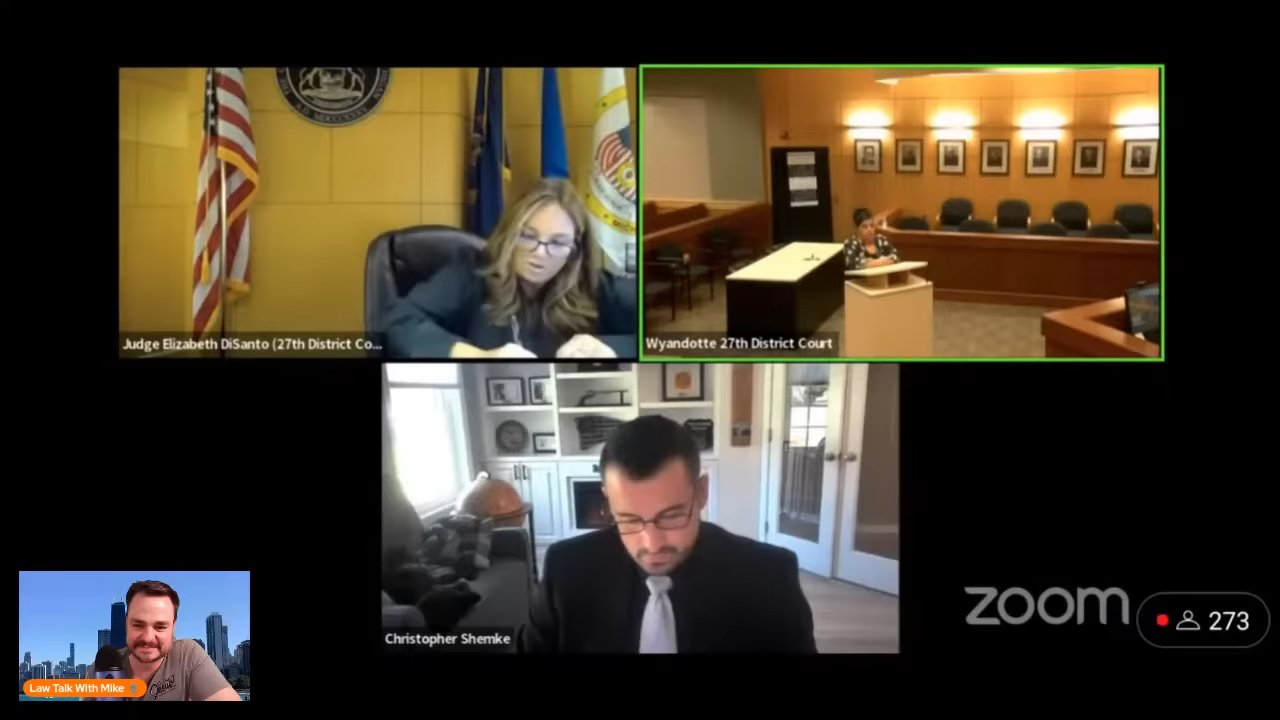 Judge Elizabeth DiSanto (27th District Co...
Wyandotte 27th District Court
Christopher Shemke
zoom
273
Law Talk With Mike